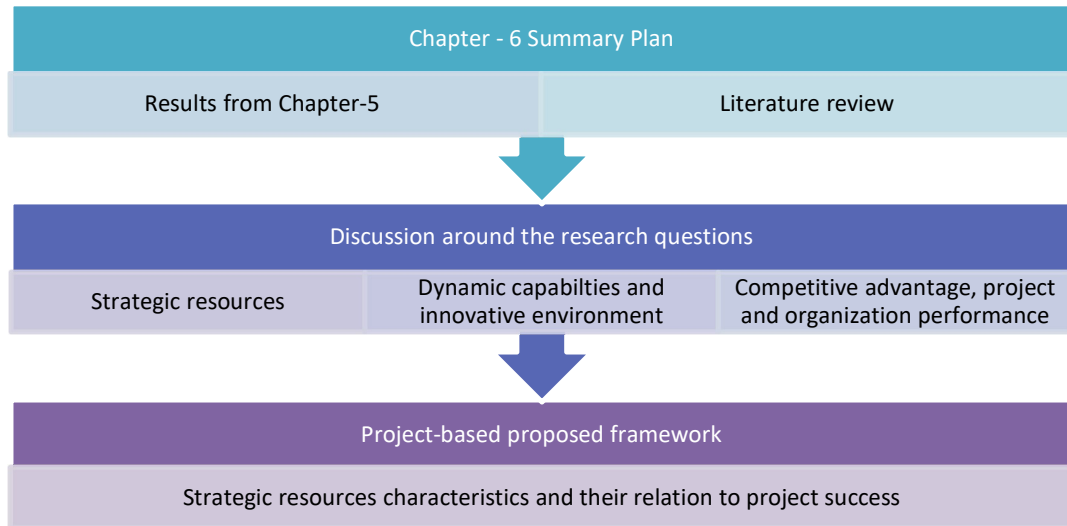 Chapter - 6 Summary Plan
Results from Chapter-5
Literature review
Discussion around the research questions
Strategic resources
Dynamic capabilties and
innovative environment
Competitive advantage, project
and organization performance
Project-based proposed framework
Strategic resources characteristics and their relation to project success